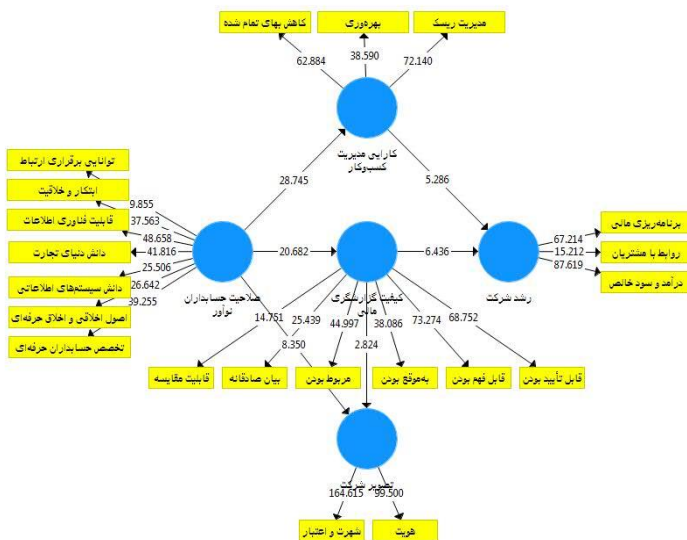 کاهش بهای تمام شده
بهره‌وری
مدیریت ریسک
62.884
38.590
72.140
کارایی مدیریت
کسب‌وکار
توانایی برقراری ارتباط
ابتکار و خلاقیت
قابلیت فناوری اطلاعات
دانش دنیای تجارت
دانش سیستم‌های اطلاعاتی
اصول اخلاقی و اخلاق حرفه‌ای
تخصص حسابداران حرفه‌ای
9.855
37.563
48.658
41.816
25.506
26.642
39.255
صلاحیت حسابداران
نوآور
28.745
5.286
20.682
6.436
کیفیت گزارشگری
مالی
رشد شرکت
67.214
15.212
87.619
برنامه‌ریزی مالی
روابط با مشتریان
درآمد و سود خالص
14.751
25.439
44.997
38.086
73.274
68.752
8.350
2.824
قابلیت مقایسه
بیان صادقانه
مربوط بودن
به‌موقع بودن
قابل فهم بودن
قابل تأیید بودن
تصویر شرکت
164.615
99.500
شهرت و اعتبار
هویت